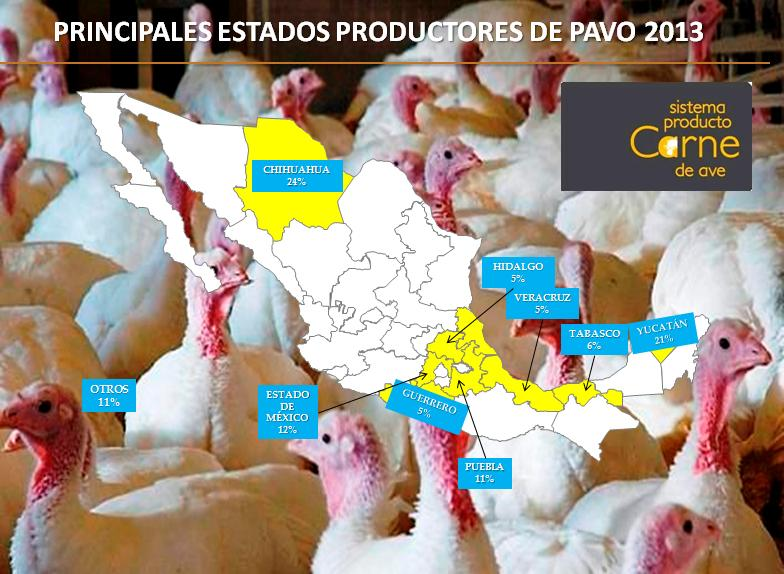 PRINCIPALES ESTADOS PRODUCTORES DE PAVO 2013
sistema
producto
Carne
de ave
CHIHUAHUA
24%
HIDALGO
5%
VERACRUZ
5%
TABASCO
6%
YUCATÁN
21%
OTROS
11%
ESTADO
DE
MÉXICO
12%
GUERRERO
5%
PUEBLA
11%